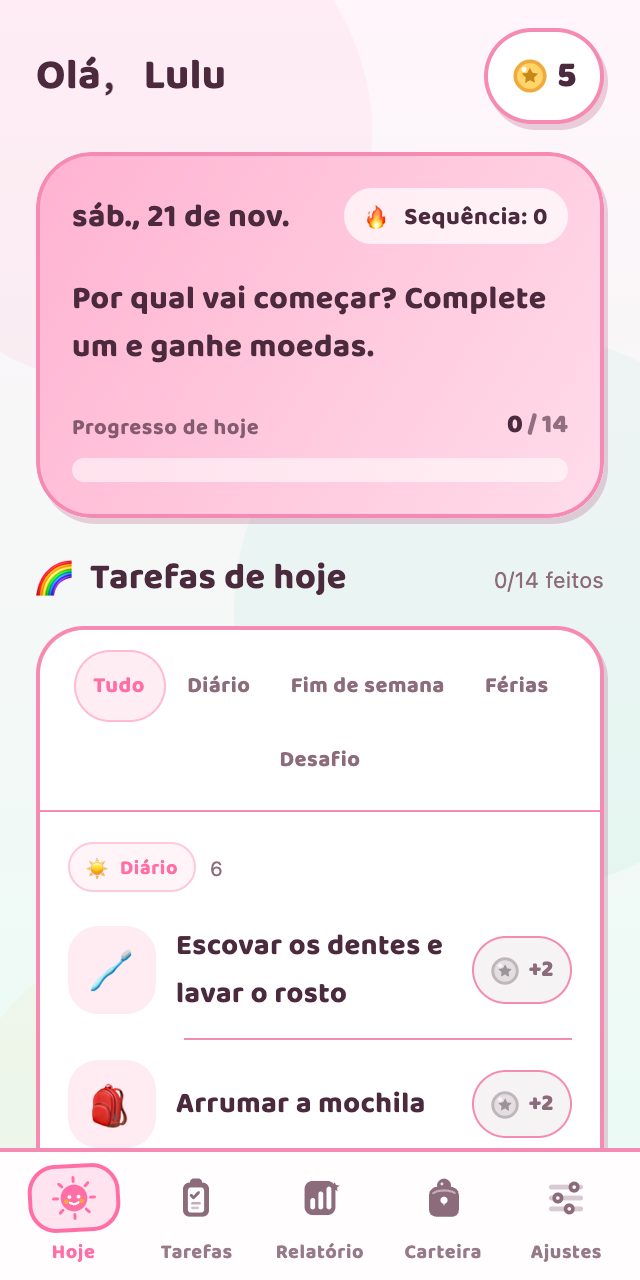 Olá, Lulu
5
sáb., 21 de nov.
Sequência: 0
Por qual vai começar? Complete
um e ganhe moedas.
Progresso de hoje
0 / 14
Tarefas de hoje
0/14 feitos
Tudo
Diário
Fim de semana
Férias
Desafio
Diário
6
Escovar os dentes e
lavar o rosto
+2
Arrumar a mochila
+2
Hoje
Tarefas
Relatório
Carteira
Ajustes